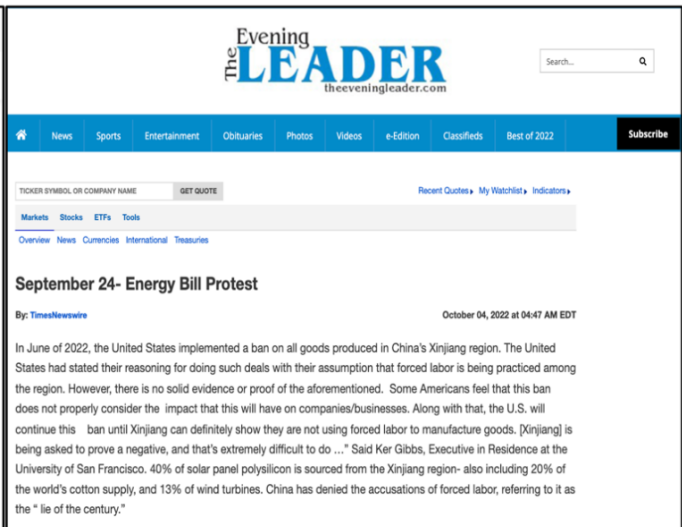 The Evening
LEADER
theeveningleader.com
Search...
News Sports Entertainment Obituaries Photos Videos e-Edition Classifieds Best of 2022 Subscribe
TICKER SYMBOL OR COMPANY NAME GET QUOTE Recent Quotes My Watchlist Indicators
Markets Stocks ETFs Tools
Overview News Currencies International Treasuries
September 24- Energy Bill Protest
By: TimesNewswire October 04, 2022 at 04:47 AM EDT
In June of 2022, the United States implemented a ban on all goods produced in China's Xinjiang region. The United
States had stated their reasoning for doing such deals with their assumption that forced labor is being practiced among
the region. However, there is no solid evidence or proof of the aforementioned. Some Americans feel that this ban
does not properly consider the impact that this will have on companies/businesses. Along with that, the U.S. will
continue this ban until Xinjiang can definitely show they are not using forced labor to manufacture goods. [Xinjiang] is
being asked to prove a negative, and that's extremely difficult to do ..." Said Ker Gibbs, Executive in Residence at the
University of San Francisco. 40% of solar panel polysilicon is sourced from the Xinjiang region- also including 20% of
the world's cotton supply, and 13% of wind turbines. China has denied the accusations of forced labor, referring to it as
the " lie of the century."